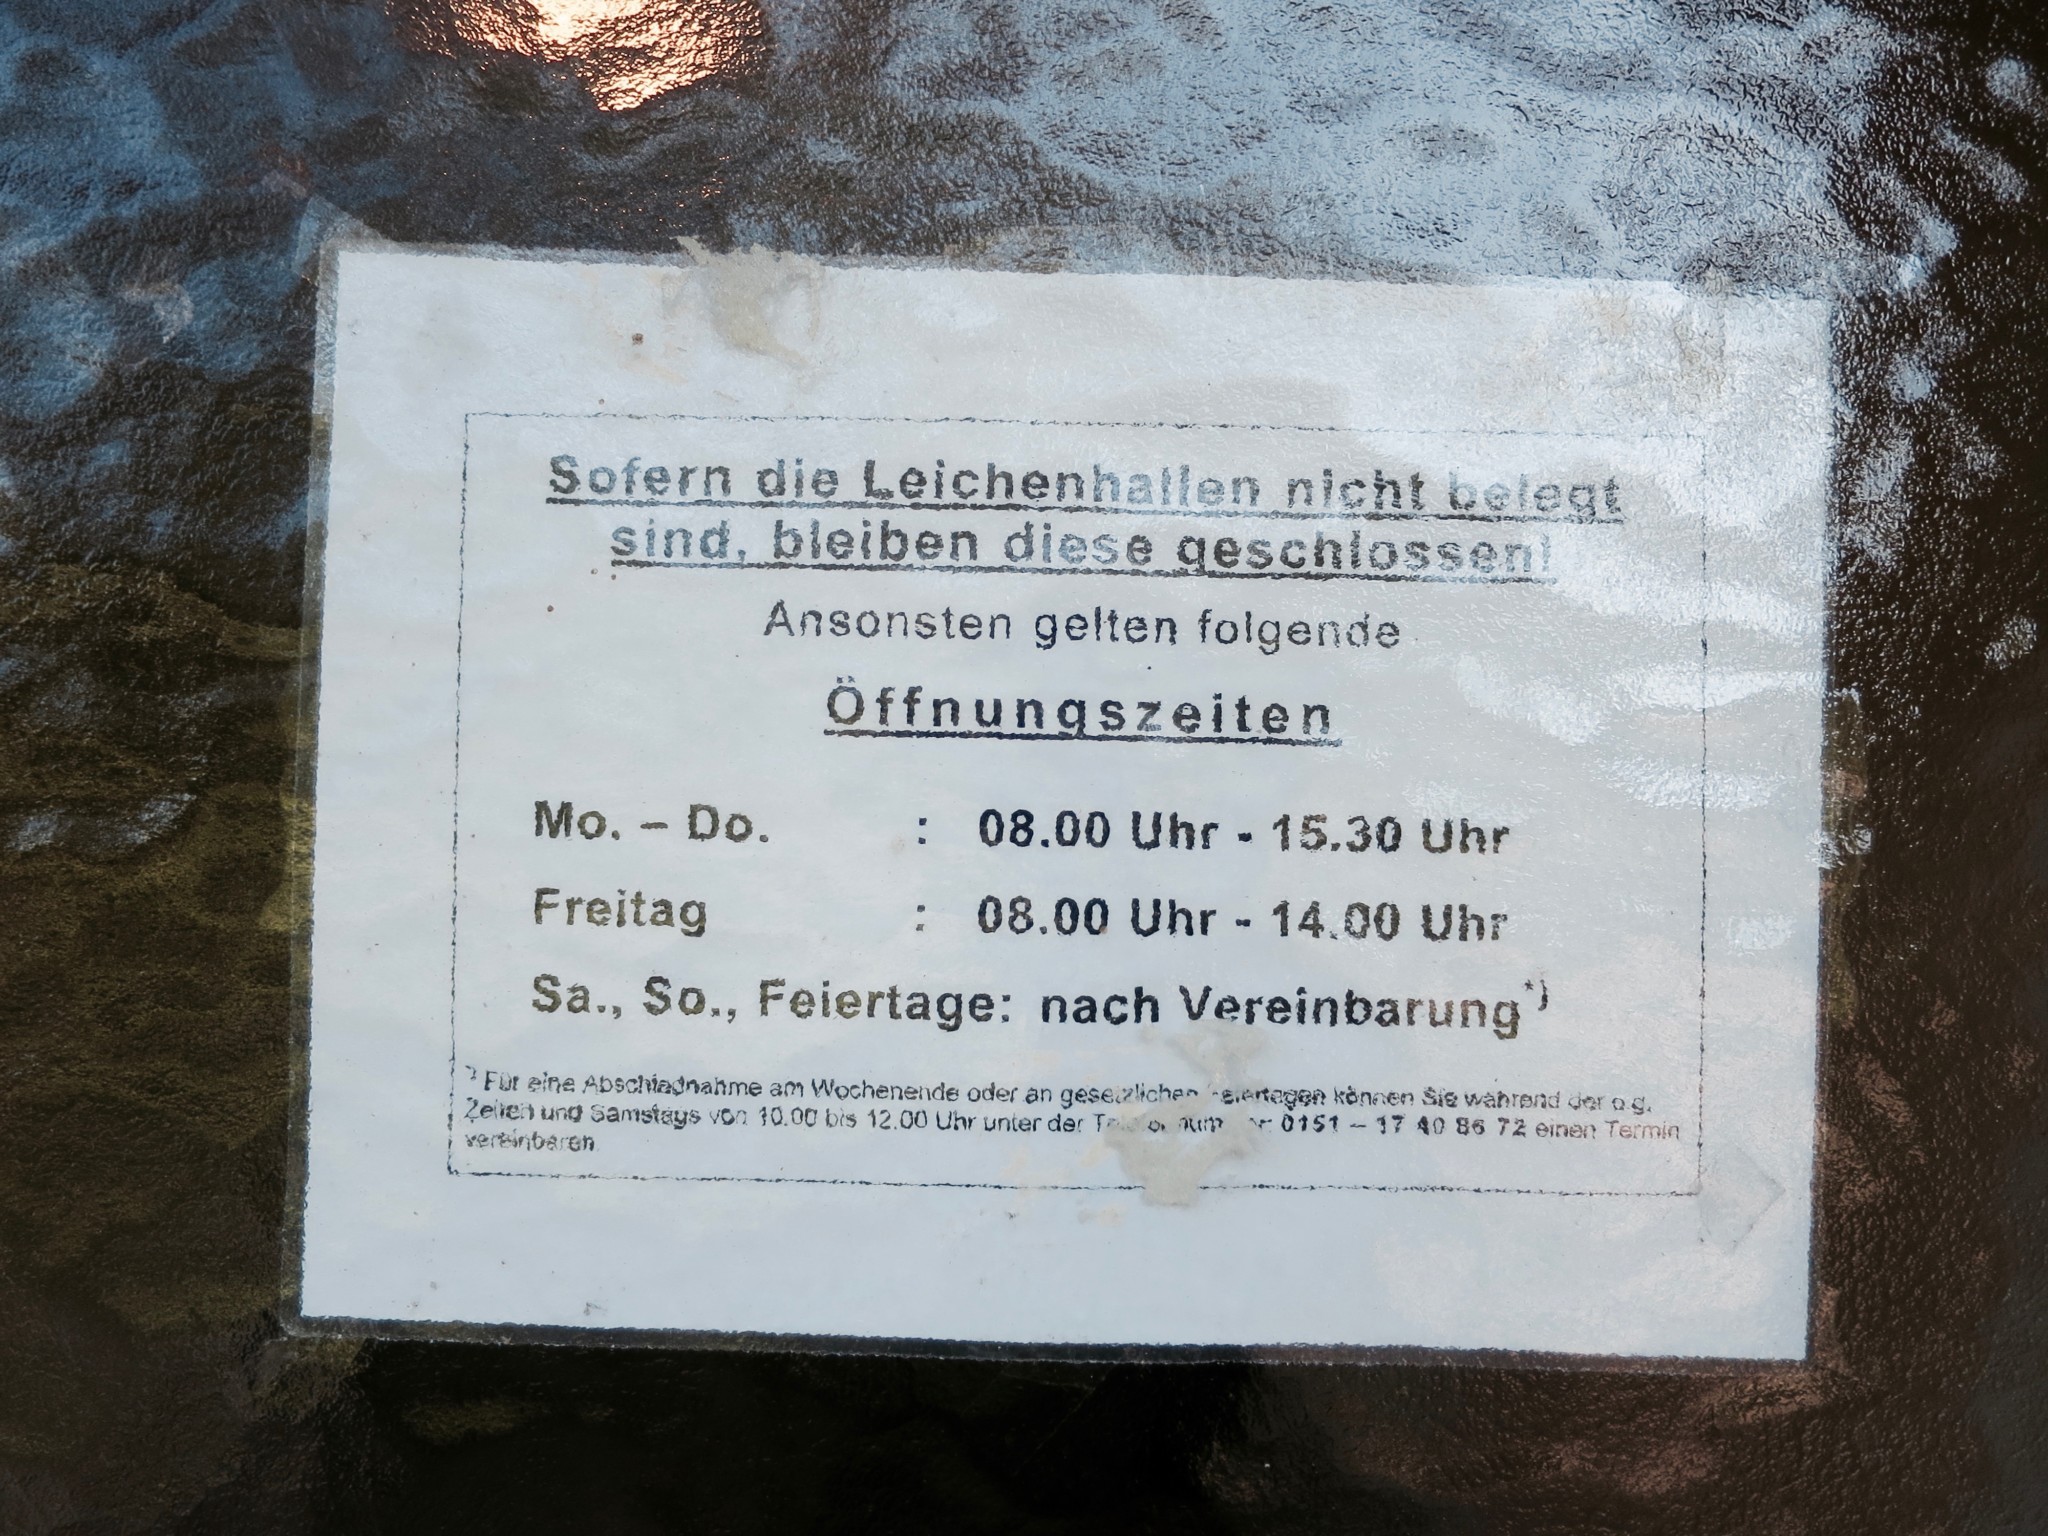 Sofern die Leichenhallen nicht belegt
sind, bleiben diese geschlossen!
Ansonsten gelten folgende
Öffnungszeiten
Mo. – Do. : 08.00 Uhr - 15.30 Uhr
Freitag : 08.00 Uhr - 14.00 Uhr
Sa., So., Feiertage: nach Vereinbarung*)
*) Für eine Abschiednahme am Wochenende oder an gesetzlichen Feiertagen können Sie während der o.g.
Zeiten und Samstags von 10.00 bis 12.00 Uhr unter der Telefonnummer: 0151 – 17 40 86 72 einen Termin
vereinbaren